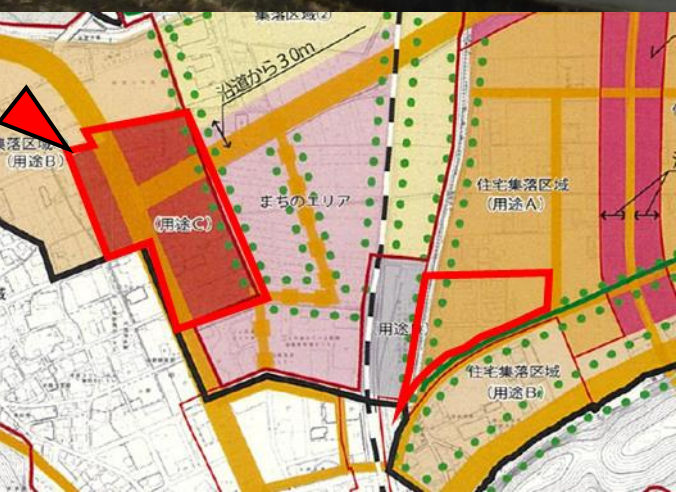 集落区域②
沿道から30m
集落区域
(用途B)
まちのエリア
住宅集落区域
(用途A)
(用途C)
用途
住宅集落区域
(用途B)
域